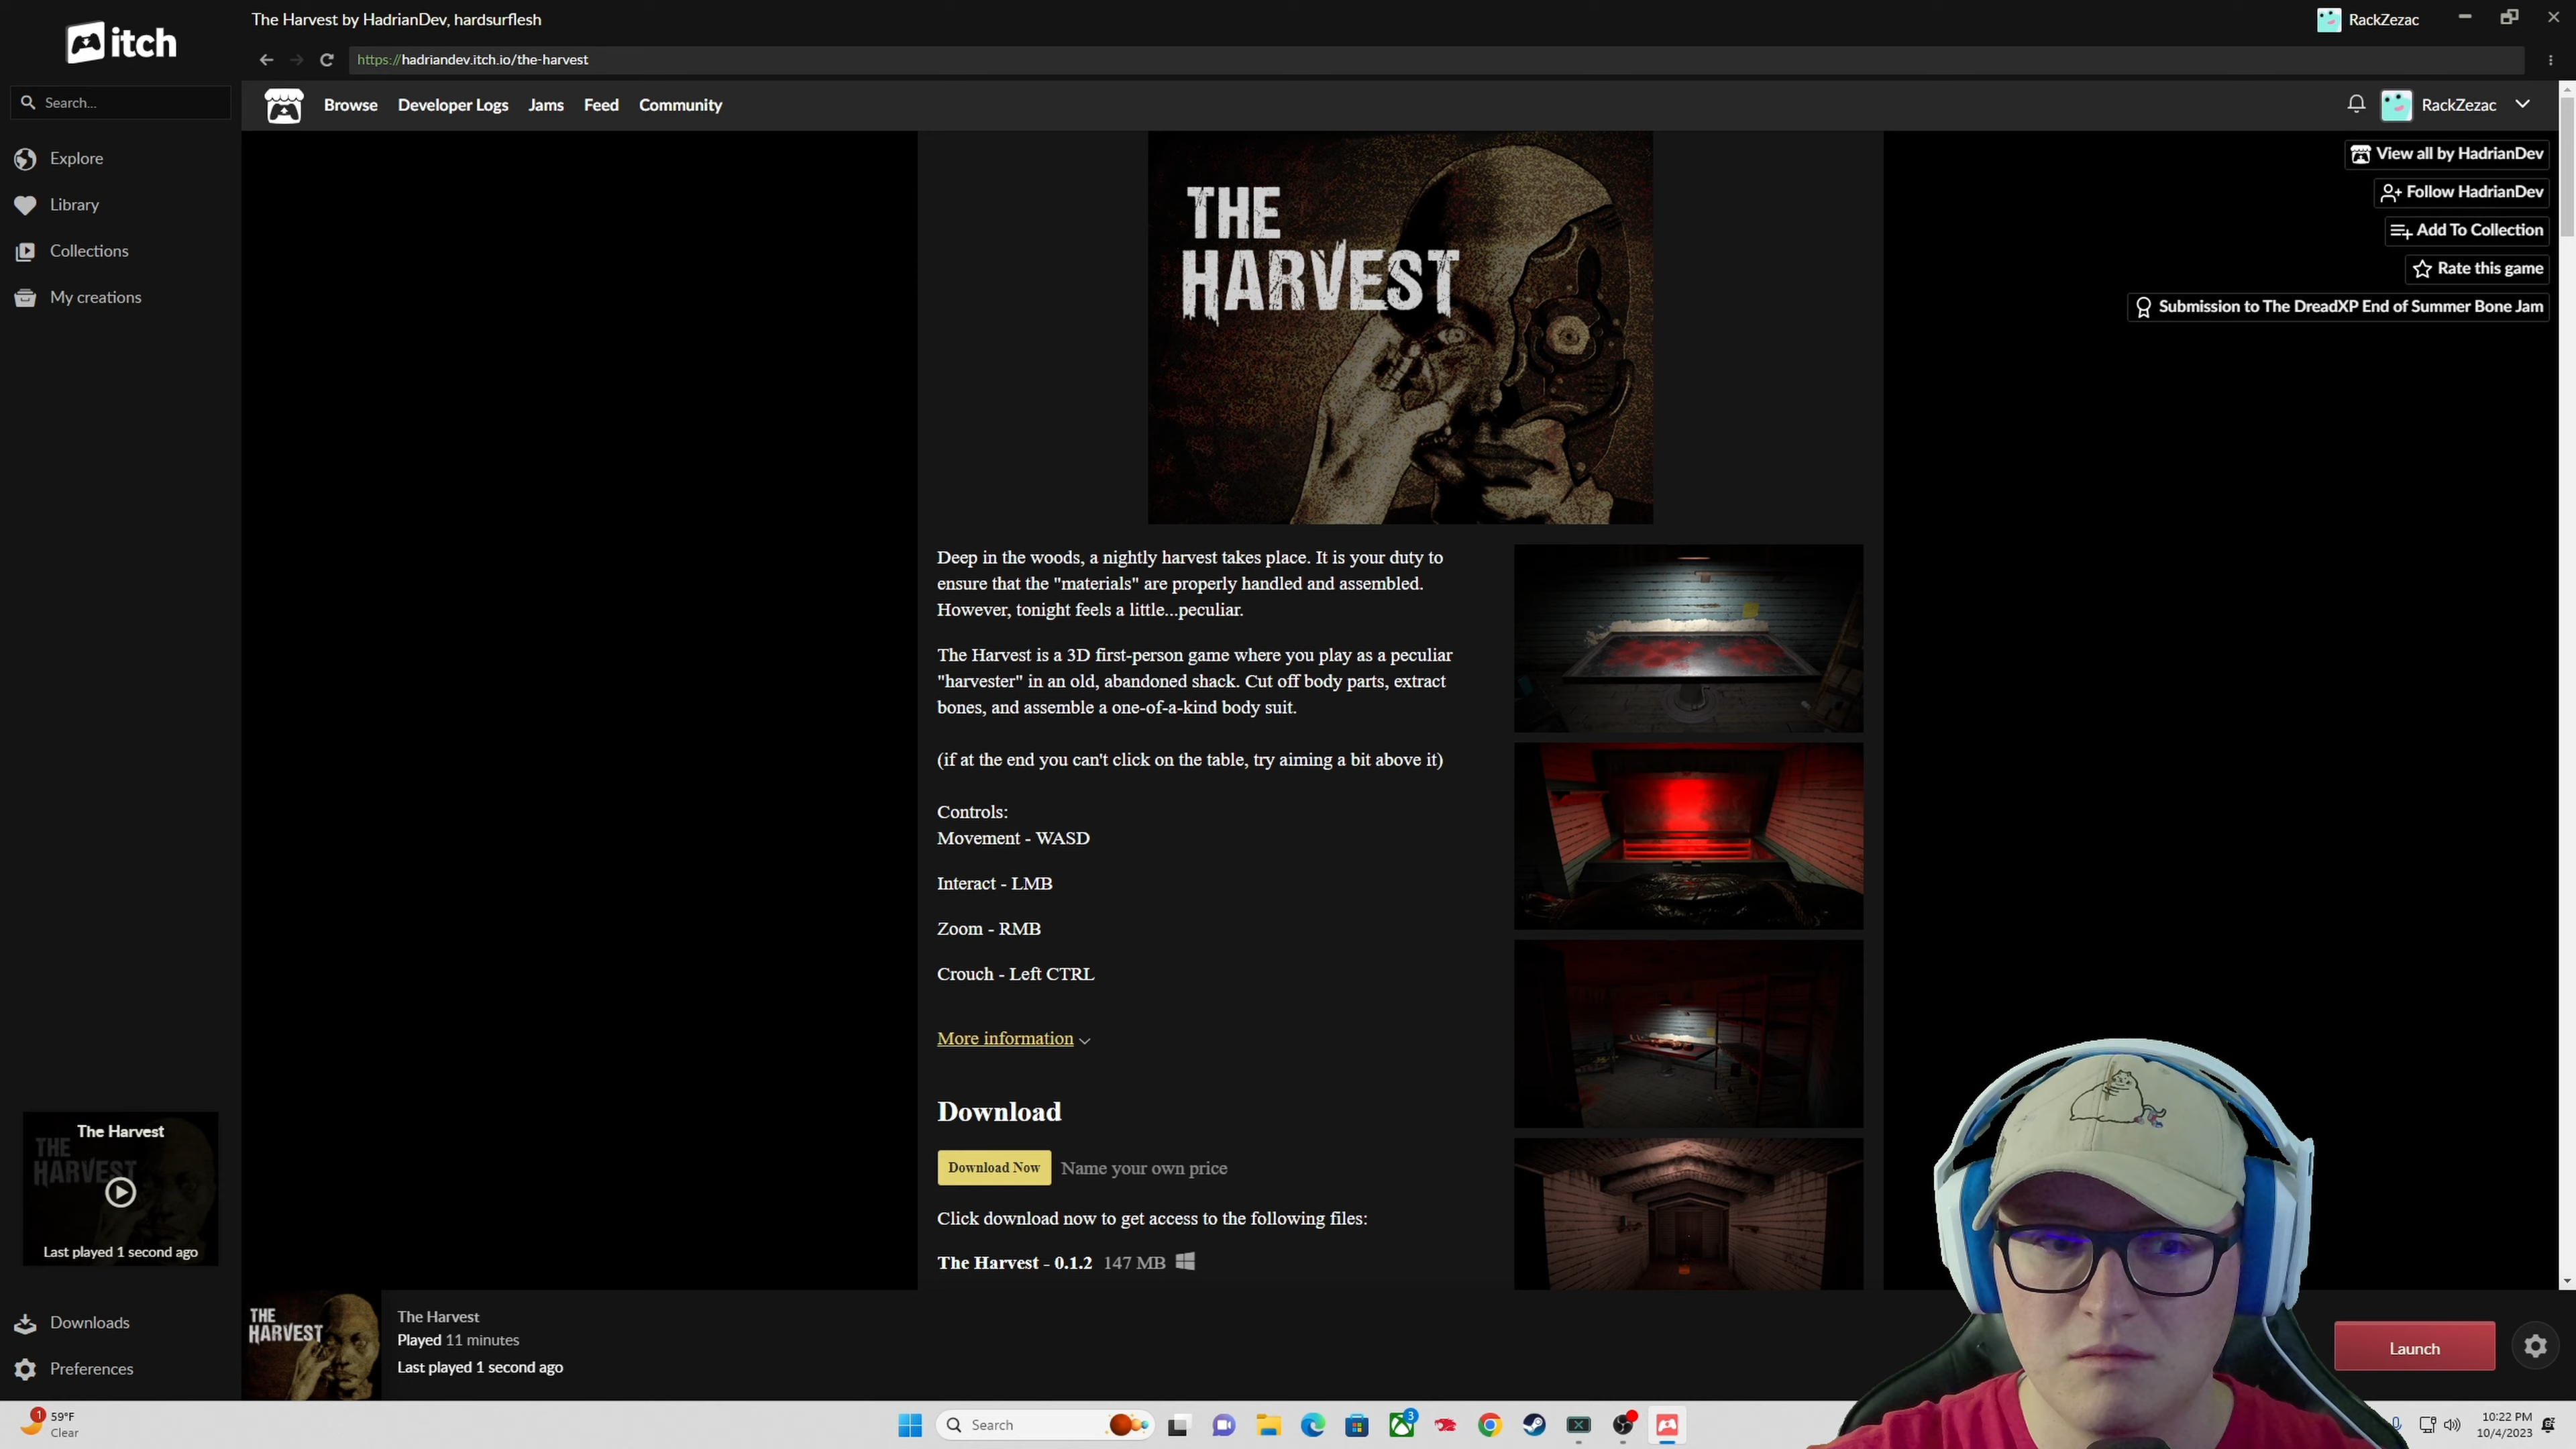 The Harvest by HadrianDev, hardsurflesh
RackZezac
itch
https://hadriandev.itch.io/the-harvest
Search...
Browse
Developer Logs
Jams
Feed
Community
RackZezac
Explore
Library
Collections
My creations
View all by HadrianDev
Follow HadrianDev
Add To Collection
Rate this game
Submission to The DreadXP End of Summer Bone Jam
THE
HARVEST
Deep in the woods, a nightly harvest takes place. It is your duty to
ensure that the "materials" are properly handled and assembled.
However, tonight feels a little...peculiar.
The Harvest is a 3D first-person game where you play as a peculiar
"harvester" in an old, abandoned shack. Cut off body parts, extract
bones, and assemble a one-of-a-kind body suit.
(if at the end you can't click on the table, try aiming a bit above it)
Controls:
Movement - WASD
Interact - LMB
Zoom - RMB
Crouch - Left CTRL
More information
Download
Download Now
Name your own price
Click download now to get access to the following files:
The Harvest - 0.1.2 147 MB
The Harvest
THE
HARVEST
Last played 1 second ago
Downloads
Preferences
THE
HARVEST
The Harvest
Played 11 minutes
Last played 1 second ago
Launch
1
59°F
Clear
Search
3
10:22 PM
10/4/2023